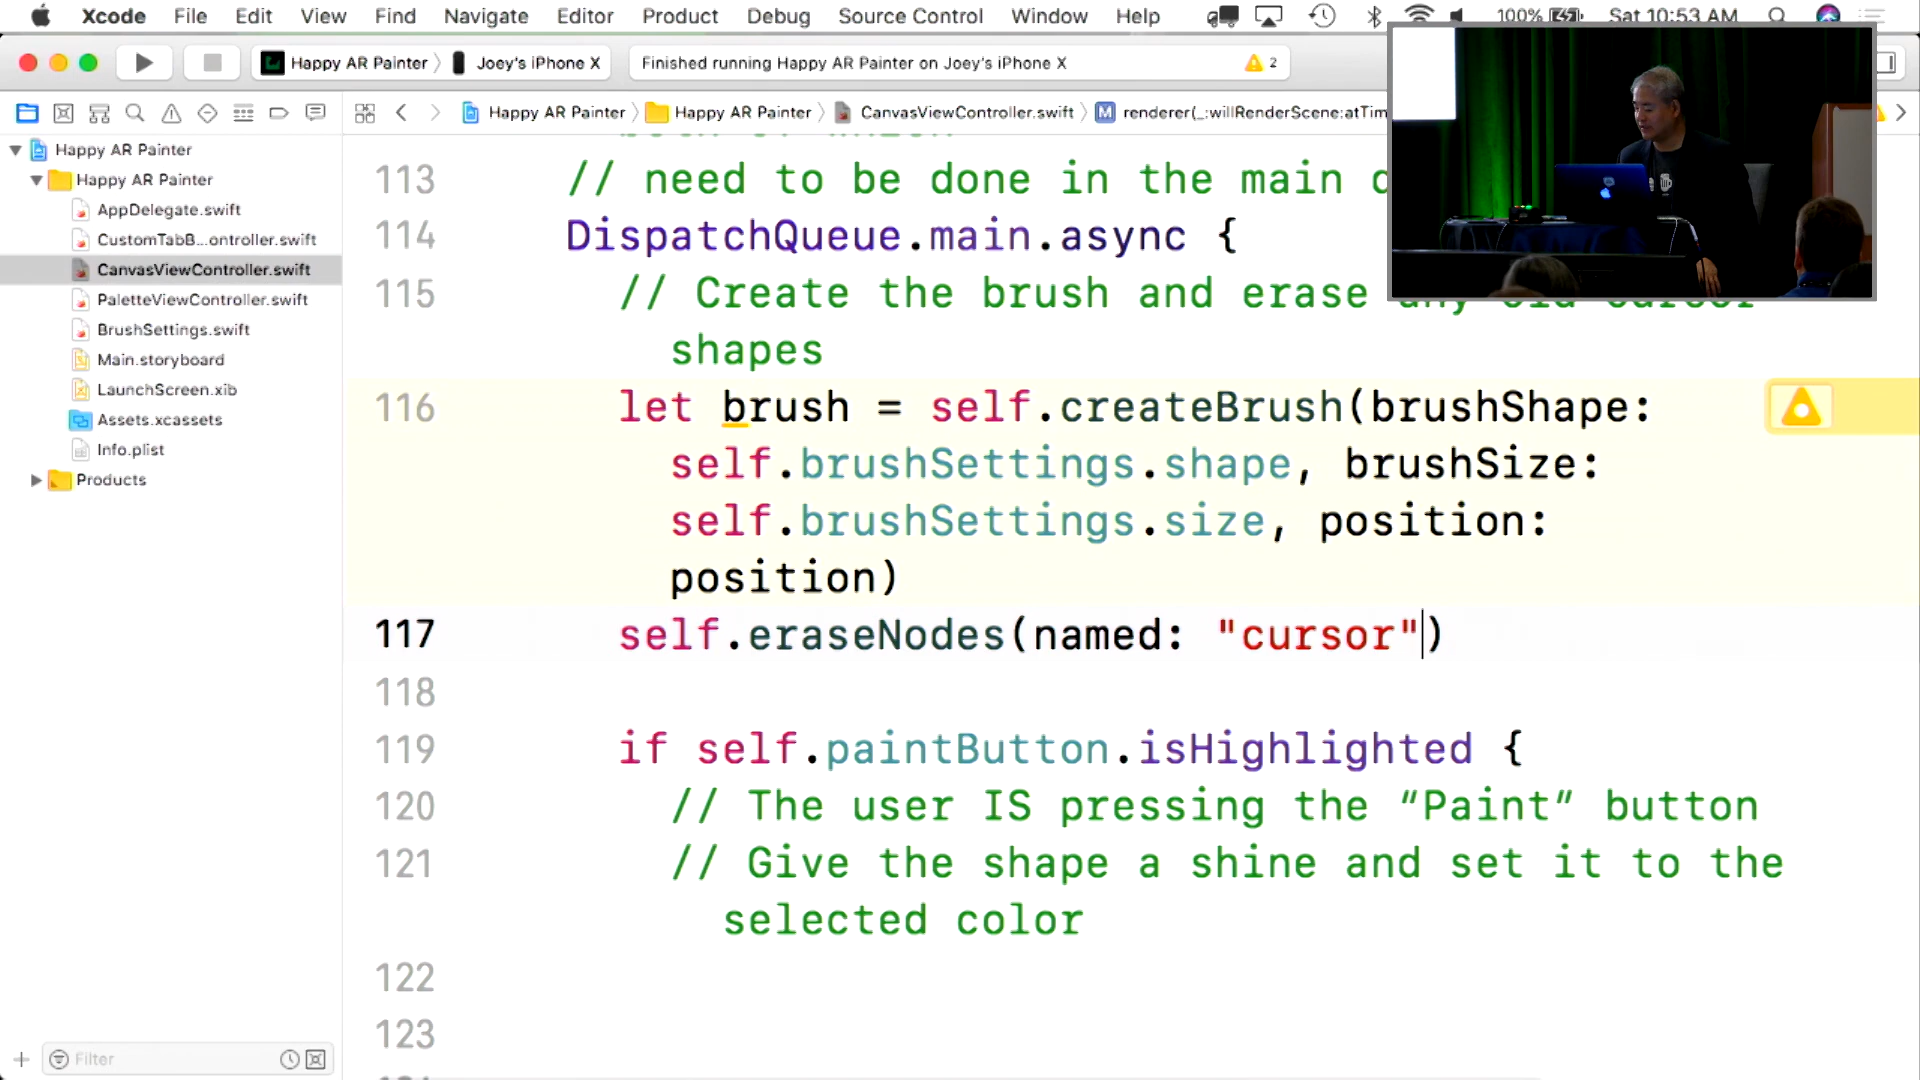 Xcode File Edit View Find Navigate Editor Product Debug Source Control Window Help 100% Sat 10:53 AM
Happy AR Painter Joey's iPhone X Finished running Happy AR Painter on Joey's iPhone X 2
Happy AR Painter Happy AR Painter CanvasViewController.swift M renderer(_:willRenderScene:atTim
Happy AR Painter
Happy AR Painter
AppDelegate.swift
CustomTabB...ontroller.swift
CanvasViewController.swift
PaletteViewController.swift
BrushSettings.swift
Main.storyboard
LaunchScreen.xib
Assets.xcassets
Info.plist
Products
Filter
113 // need to be done in the main
114 DispatchQueue.main.async {
115 // Create the brush and erase any old cursor
shapes
116 let brush = self.createBrush(brushShape:
self.brushSettings.shape, brushSize:
self.brushSettings.size, position:
position)
117 self.eraseNodes(named: "cursor")
118
119 if self.paintButton.isHighlighted {
120 // The user IS pressing the “Paint” button
121 // Give the shape a shine and set it to the
selected color
122
123